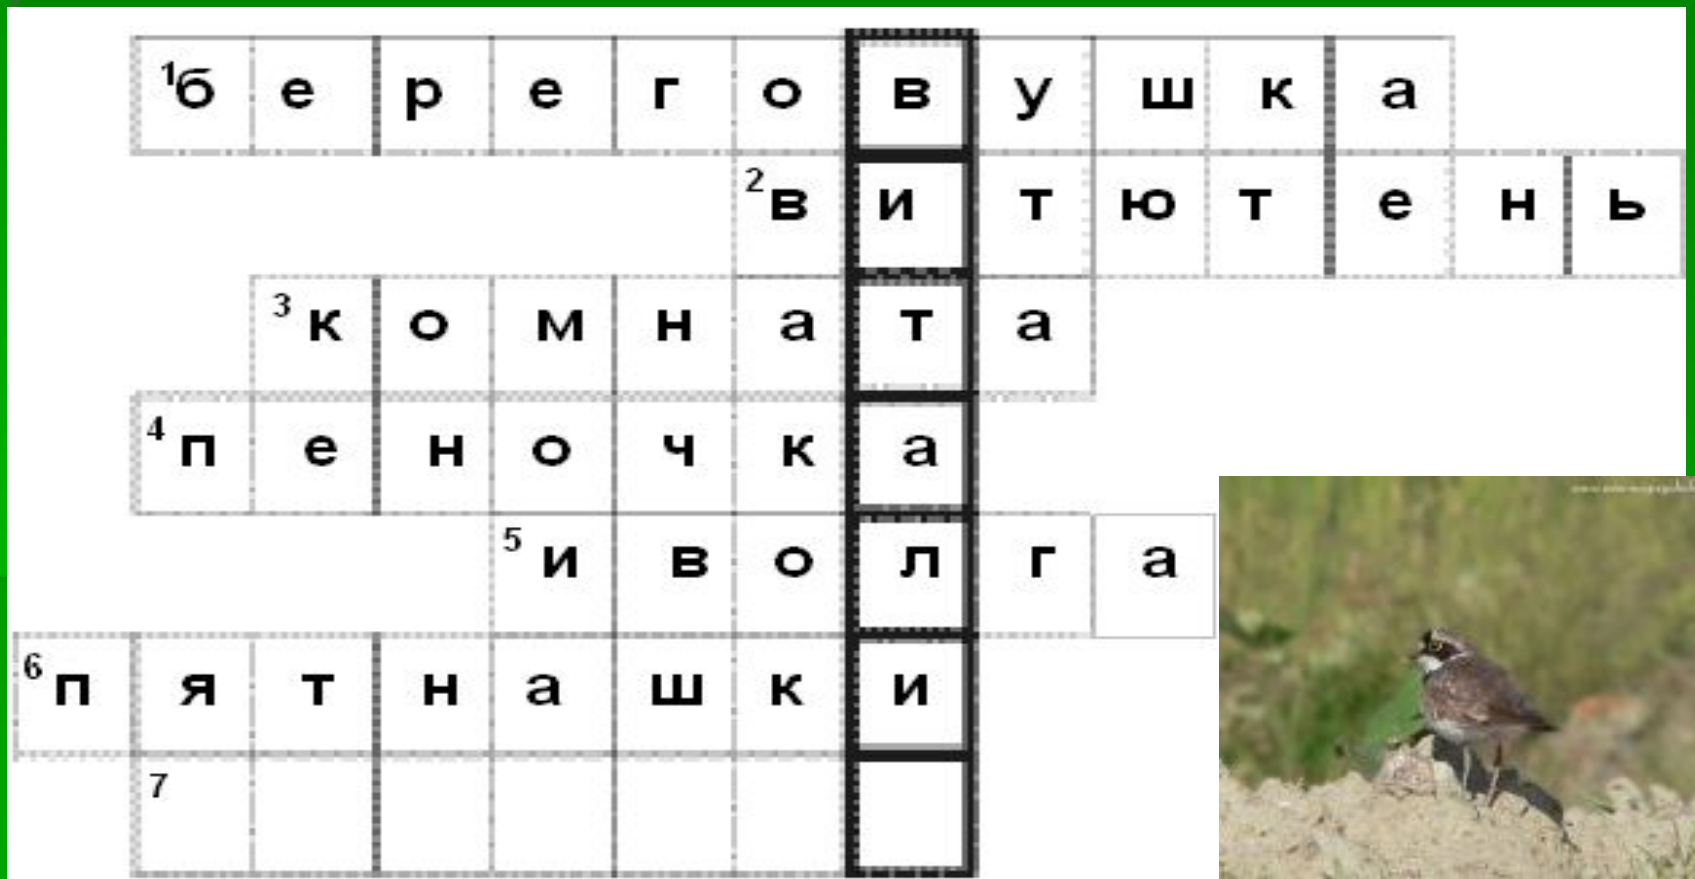 1береговушка
2витютень
3комната
4пеночка
5иволга
6пятнашки
7